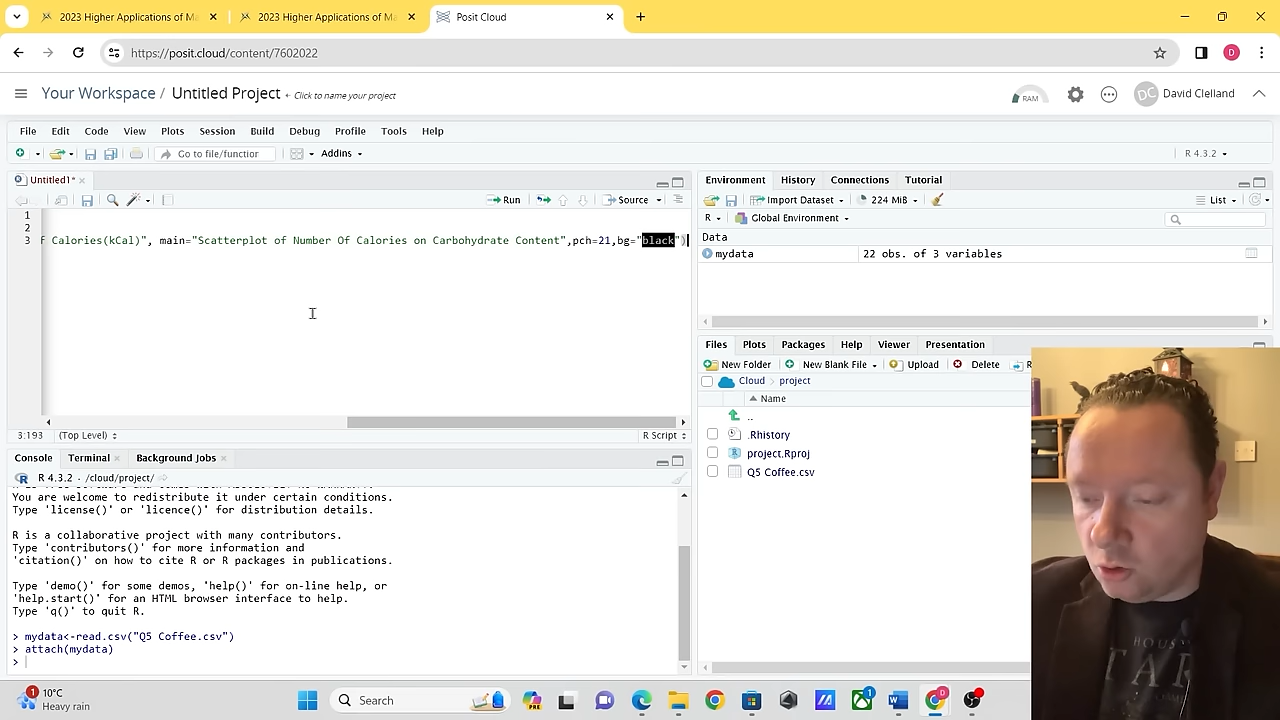 2023 Higher Applications of Ma
2023 Higher Applications of Ma
Posit Cloud
https://posit.cloud/content/7602022
D
Your Workspace / Untitled Project
Click to name your project
RAM
DC
David Clelland
File Edit Code View Plots Session Build Debug Profile Tools Help
Go to file/function
Addins
R 4.3.2
Untitled1*
Run
Source
1
2
3 f Calories(kCal)", main="Scatterplot of Number Of Calories on Carbohydrate Content",pch=21,bg="black")
3:193 (Top Level)
R Script
Console Terminal Background Jobs
R 4.3.2 · /cloud/project/
You are welcome to redistribute it under certain conditions.
Type 'license()' or 'licence()' for distribution details.
R is a collaborative project with many contributors.
Type 'contributors()' for more information and
'citation()' on how to cite R or R packages in publications.
Type 'demo()' for some demos, 'help()' for on-line help, or
'help.start()' for an HTML browser interface to help.
Type 'q()' to quit R.
> mydata<-read.csv("Q5 Coffee.csv")
> attach(mydata)
>
Environment History Connections Tutorial
Import Dataset
224 MiB
List
R
Global Environment
Data
mydata 22 obs. of 3 variables
Files Plots Packages Help Viewer Presentation
New Folder New Blank File Upload Delete R
Cloud project
Name
..
.Rhistory
project.Rproj
Q5 Coffee.csv
HOUS
TAR
1
10°C
Heavy rain
Search
PRE
1
D